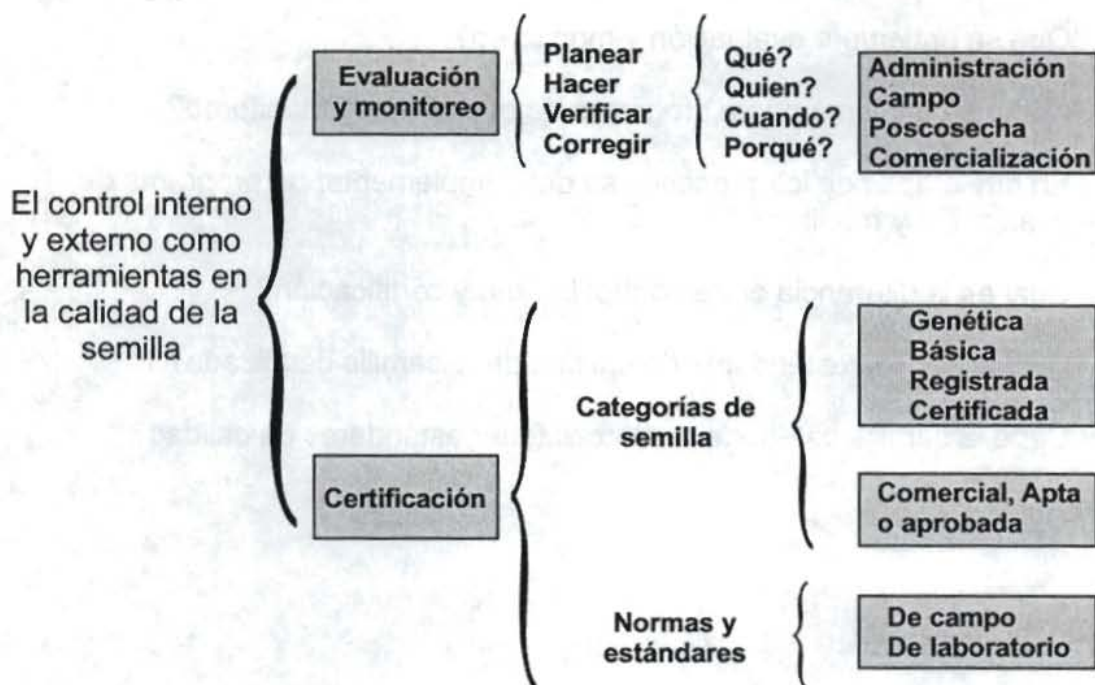 El control interno
y externo como
herramientas en
la calidad de la
semilla
Evaluación
y monitoreo
Planear
Hacer
Verificar
Corregir
Qué?
Quien?
Cuando?
Porqué?
Administración
Campo
Poscosecha
Comercialización
Certificación
Categorías de
semilla
Genética
Básica
Registrada
Certificada
Comercial, Apta
o aprobada
Normas y
estándares
De campo
De laboratorio